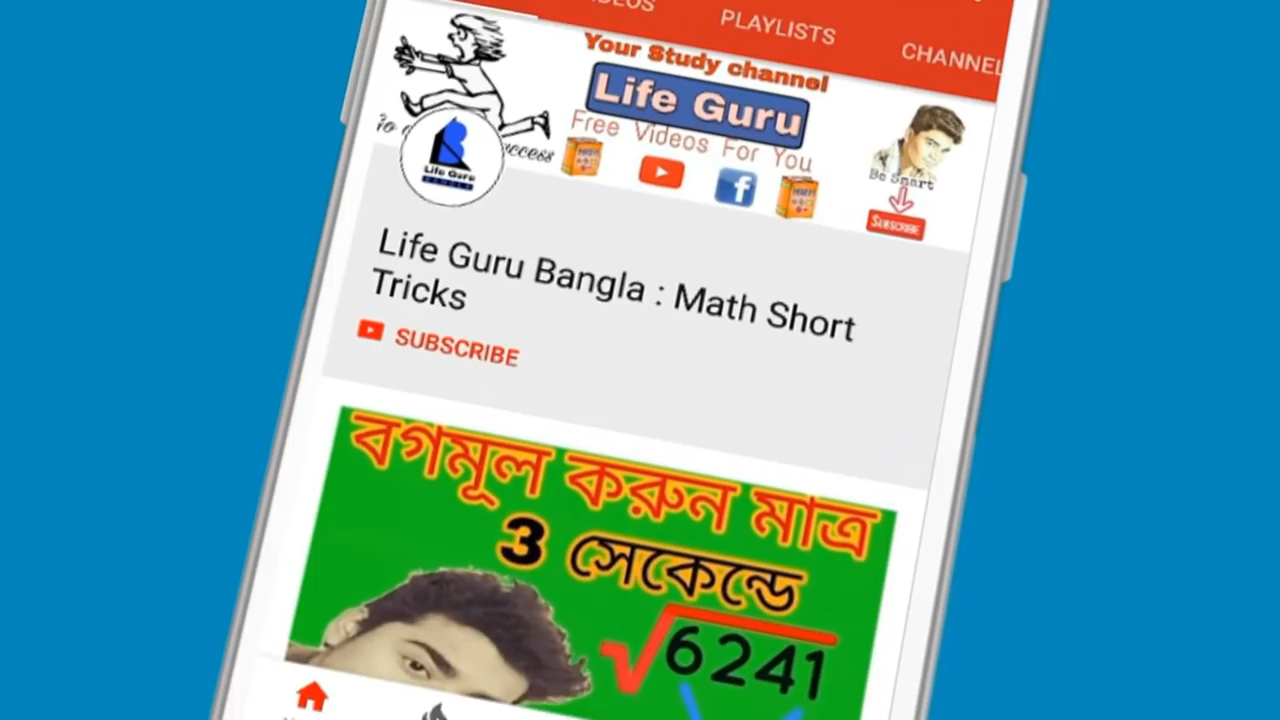 PLAYLISTS
CHANNEL
Your Study channel
Life Guru
Free Videos For You
Be Smart
SUBSCRIBE
Life Guru
BANGLA
Life Guru Bangla : Math Short
Tricks
SUBSCRIBE
বগমূল করুন মাত্র
3 সেকেন্ডে
√6241